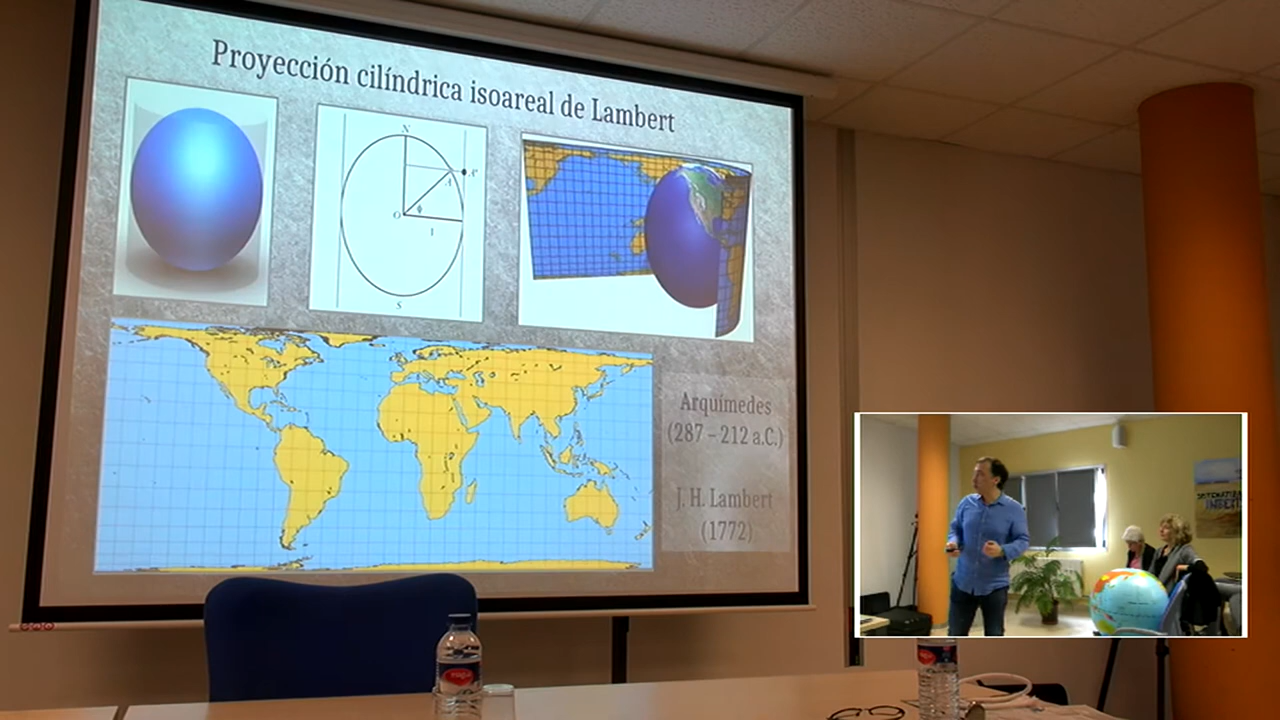 Proyección cilíndrica isoareal de Lambert
N
A'
A
O
φ
1
S
Arquímedes
(287 – 212 a.C.)
J. H. Lambert
(1772)